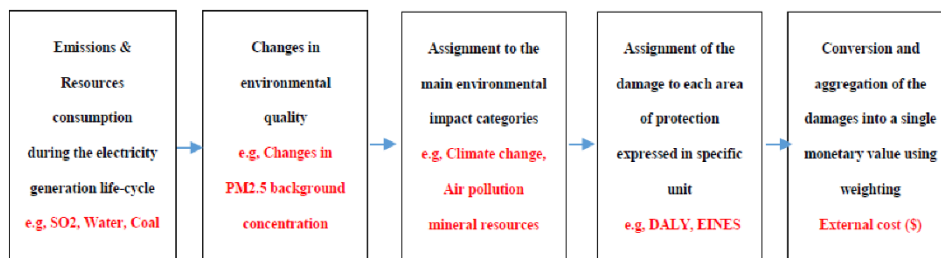 Emissions &
Resources
consumption
during the electricity
generation life-cycle
e.g, SO2, Water, Coal
Changes in
environmental
quality
e.g, Changes in
PM2.5 background
concentration
Assignment to the
main environmental
impact categories
e.g, Climate change,
Air pollution
mineral resources
Assignment of the
damage to each area
of protection
expressed in specific
unit
e.g, DALY, EINES
Conversion and
aggregation of the
damages into a single
monetary value using
weighting
External cost ($)